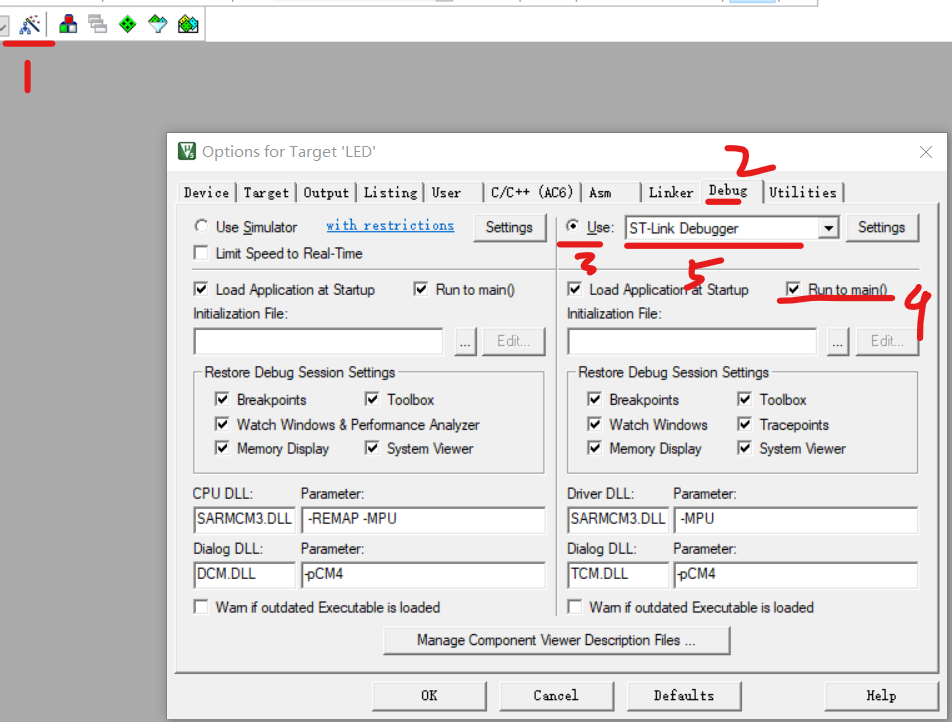 1
Options for Target 'LED'
2
Device Target Output Listing User C/C++ (AC6) Asm Linker Debug Utilities
Use Simulator with restrictions Settings Use: ST-Link Debugger Settings
3
Limit Speed to Real-Time
5
Load Application at Startup Run to main() Load Application at Startup Run to main()
4
Initialization File: Initialization File:
... Edit... ... Edit...
Restore Debug Session Settings Restore Debug Session Settings
Breakpoints Toolbox Breakpoints Toolbox
Watch Windows & Performance Analyzer Watch Windows Tracepoints
Memory Display System Viewer Memory Display System Viewer
CPU DLL: Parameter: Driver DLL: Parameter:
SARMCM3.DLL -REMAP -MPU SARMCM3.DLL -MPU
Dialog DLL: Parameter: Dialog DLL: Parameter:
DCM.DLL -pCM4 TCM.DLL -pCM4
Warn if outdated Executable is loaded Warn if outdated Executable is loaded
Manage Component Viewer Description Files ...
OK Cancel Defaults Help